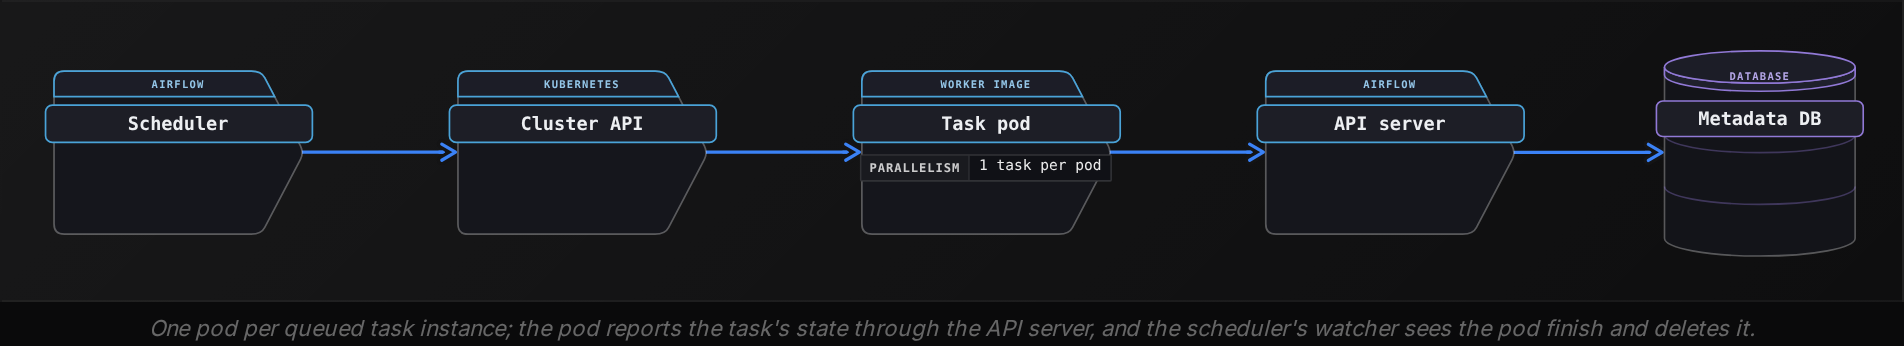 AIRFLOW
Scheduler
KUBERNETES
Cluster API
WORKER IMAGE
Task pod
PARALLELISM 1 task per pod
AIRFLOW
API server
DATABASE
Metadata DB
One pod per queued task instance; the pod reports the task's state through the API server, and the scheduler's watcher sees the pod finish and deletes it.